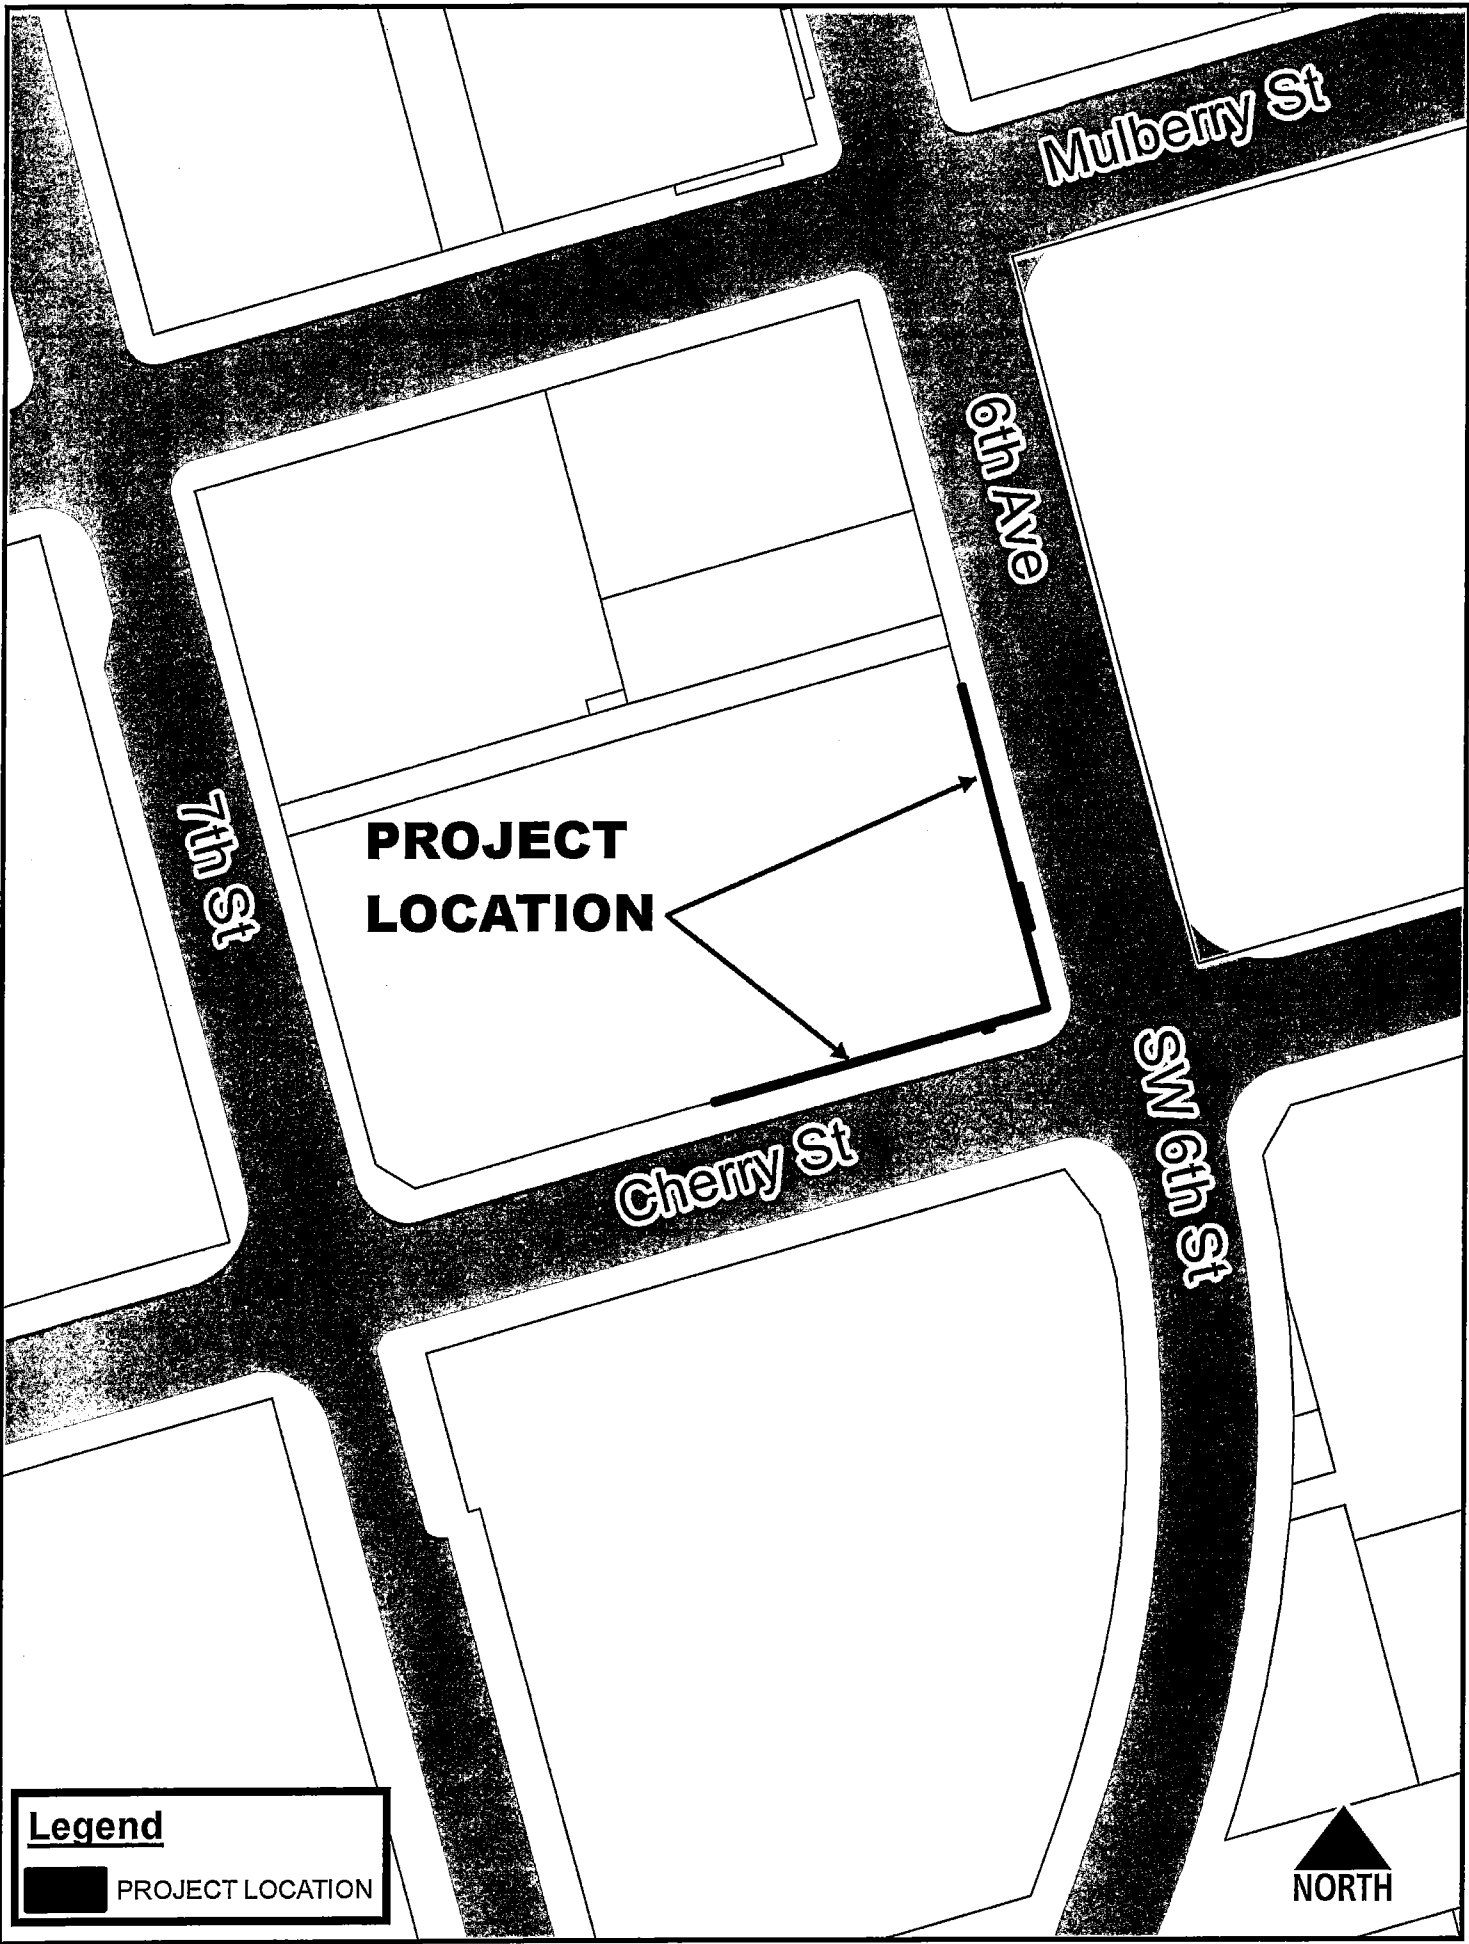 Mulberry St
6th Ave
7th St
PROJECT
LOCATION
SW 6th St
Cherry St
Legend
PROJECT LOCATION
NORTH